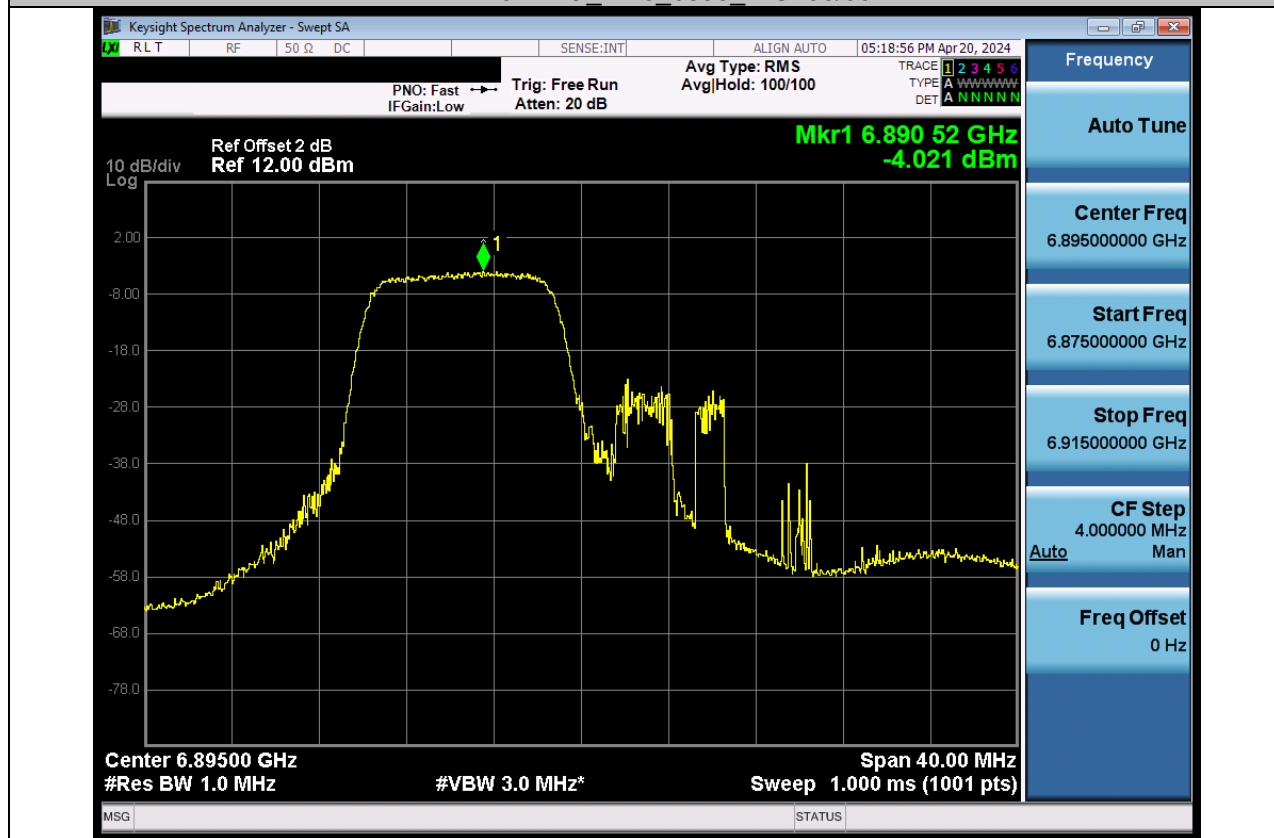 Keysight Spectrum Analyzer - Swept SA
LXI RLT RF 50 Ω DC SENSE:INT ALIGN AUTO 05:18:56 PM Apr 20, 2024
PNO: Fast
IFGain:Low
Trig: Free Run
Atten: 20 dB
Avg Type: RMS
Avg|Hold: 100/100
TRACE 1 2 3 4 5 6
TYPE A WWWWW
DET A N N N N N
Mkr1 6.890 52 GHz
-4.021 dBm
Ref Offset 2 dB
10 dB/div Ref 12.00 dBm
Log
1
2.00
-8.00
-18.0
-28.0
-38.0
-48.0
-58.0
-68.0
-78.0
Center 6.89500 GHz Span 40.00 MHz
#Res BW 1.0 MHz #VBW 3.0 MHz* Sweep 1.000 ms (1001 pts)
MSG STATUS
Frequency
Auto Tune
Center Freq
6.895000000 GHz
Start Freq
6.875000000 GHz
Stop Freq
6.915000000 GHz
CF Step
4.000000 MHz
Auto Man
Freq Offset
0 Hz